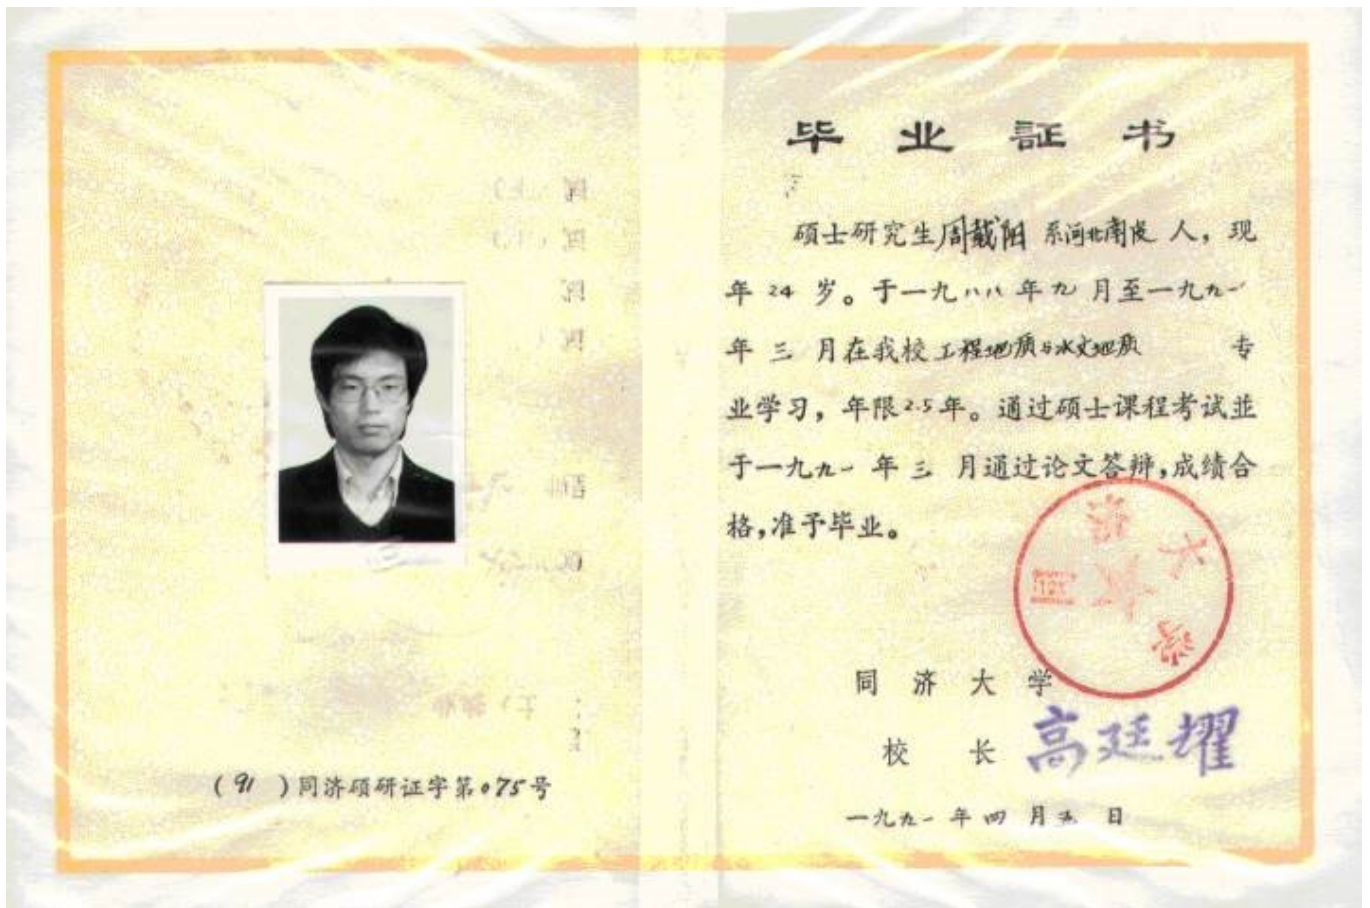 毕业証书
硕士研究生周戴阳 系河北南皮 人，现
年 24 岁。于一九八八年九月至一九九一
年 三 月在我校工程地质与水文地质 专
业学习，年限2.5年。通过硕士课程考试並
于一九九一年 三 月通过论文答辩，成绩合
格，准予毕业。
同济大学
校 长 高廷耀
一九九一年四月五日
(91)同济硕研证字第075号